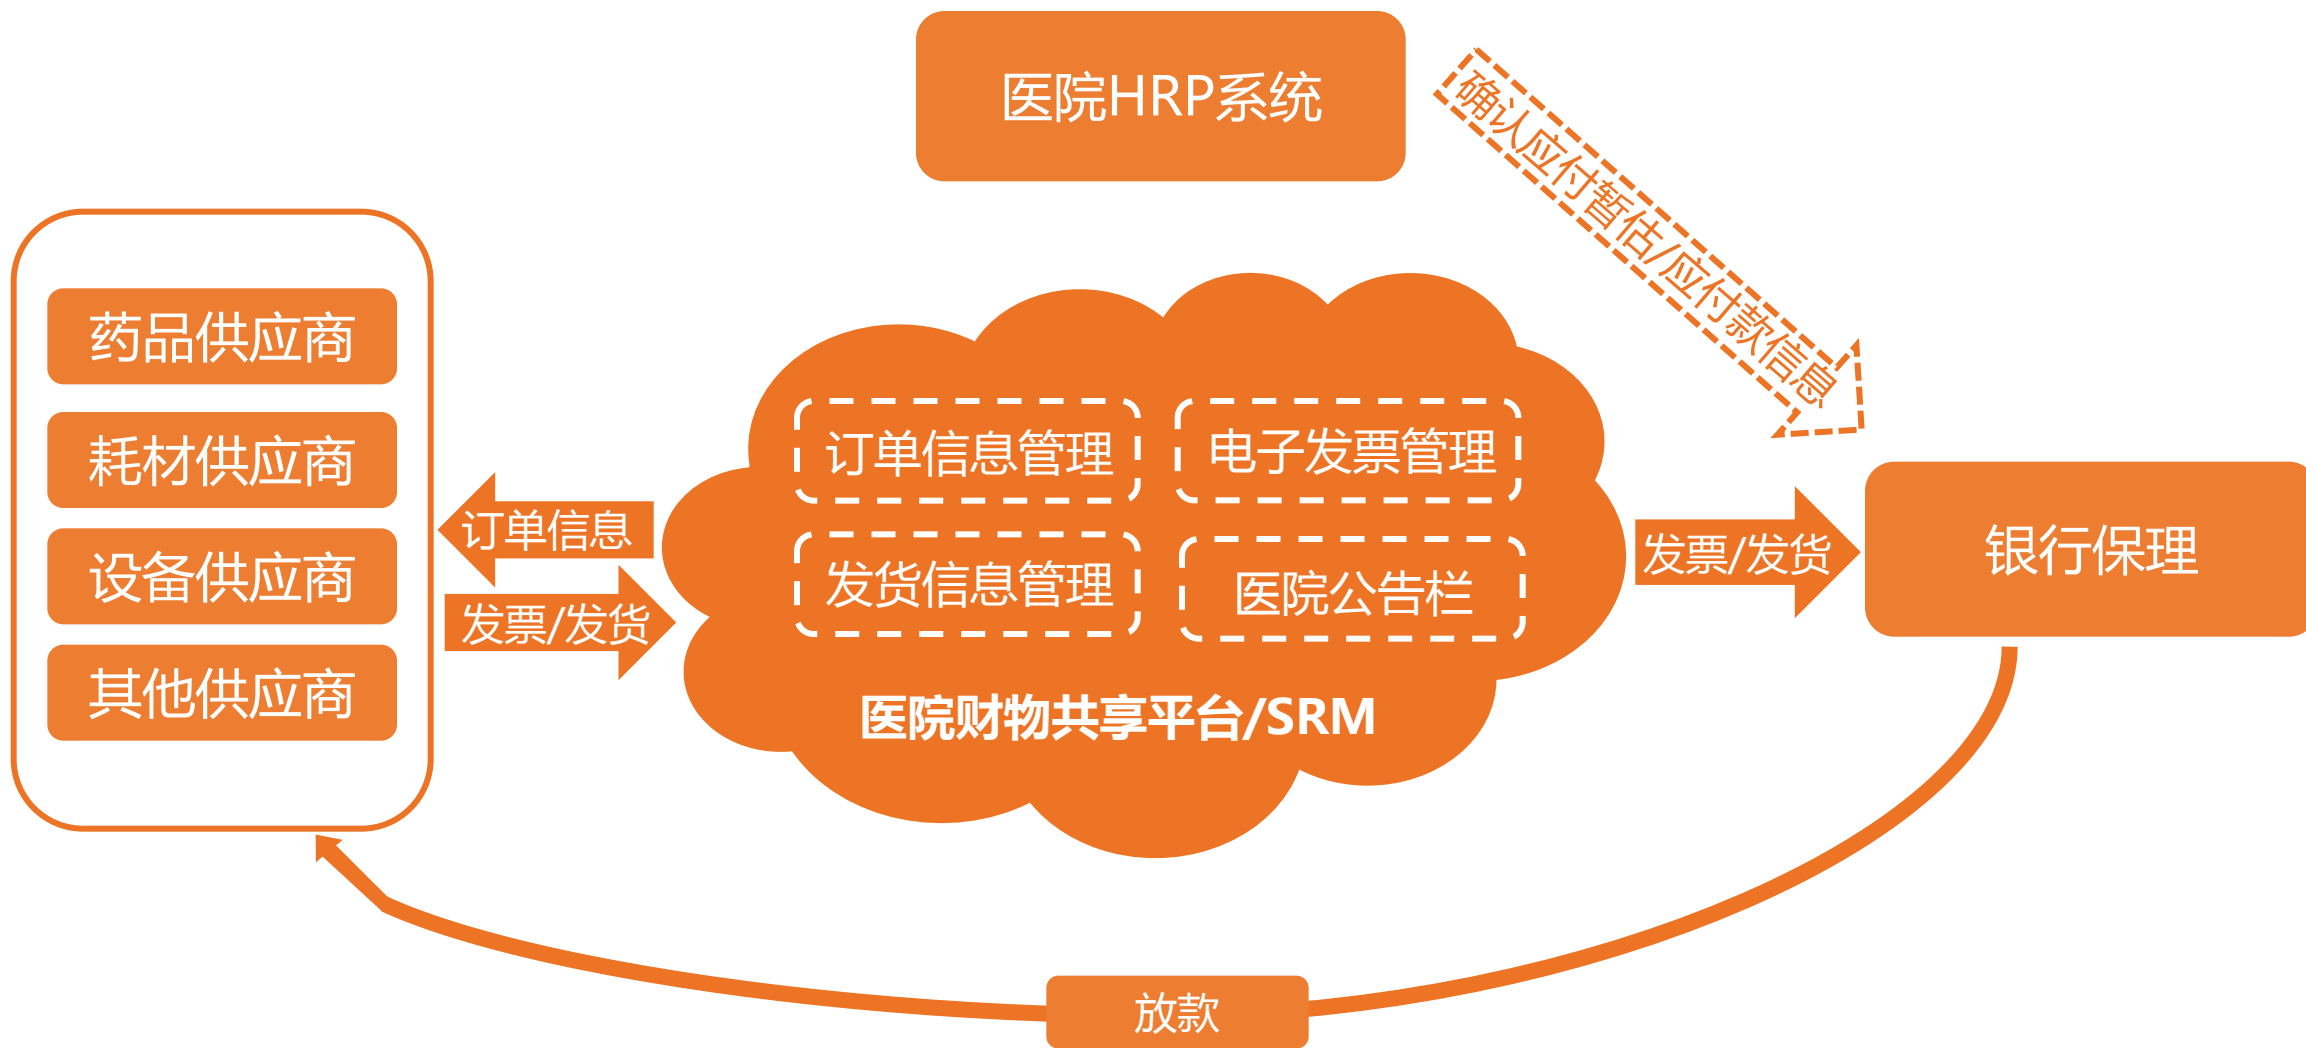 医院HRP系统
确认应付暂估/应付款信息
药品供应商
耗材供应商
设备供应商
其他供应商
订单信息
发票/发货
订单信息管理
电子发票管理
发货信息管理
医院公告栏
医院财物共享平台/SRM
发票/发货
银行保理
放款